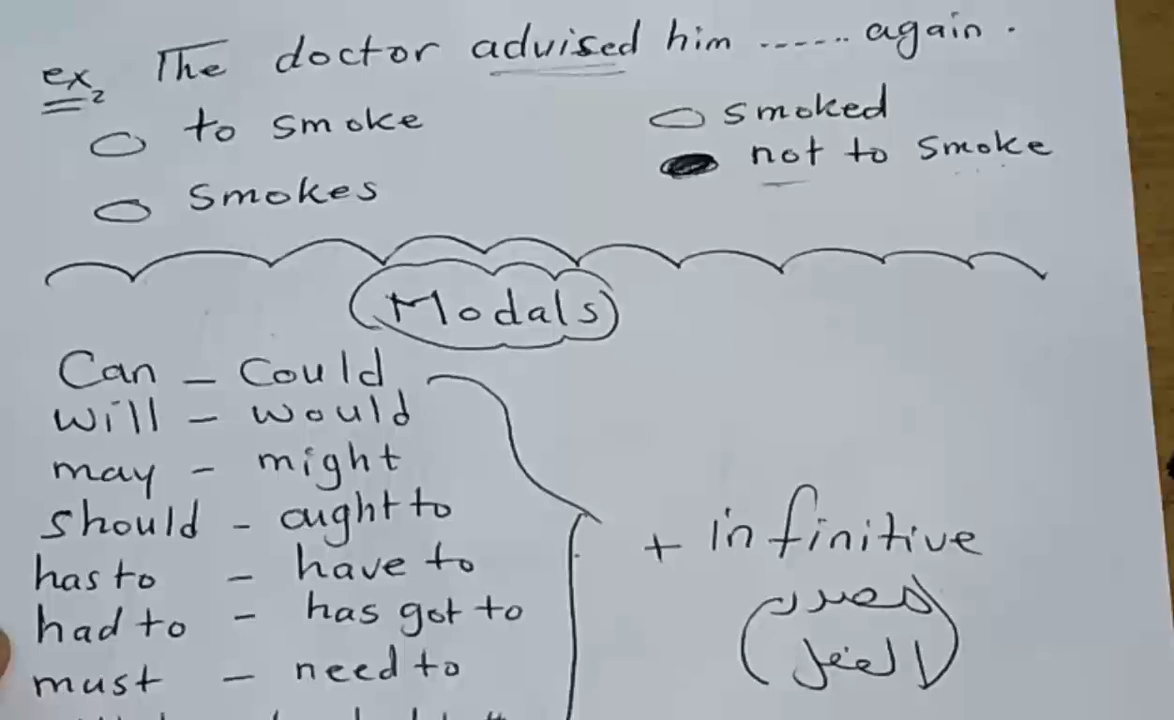 ex2 The doctor advised him ...... again.
to smoke
smoked
smokes
not to smoke
Modals
Can - Could
will - would
may - might
should - ought to
has to - have to
had to - has got to
must - need to
+ infinitive
(مصدر
الفعل)